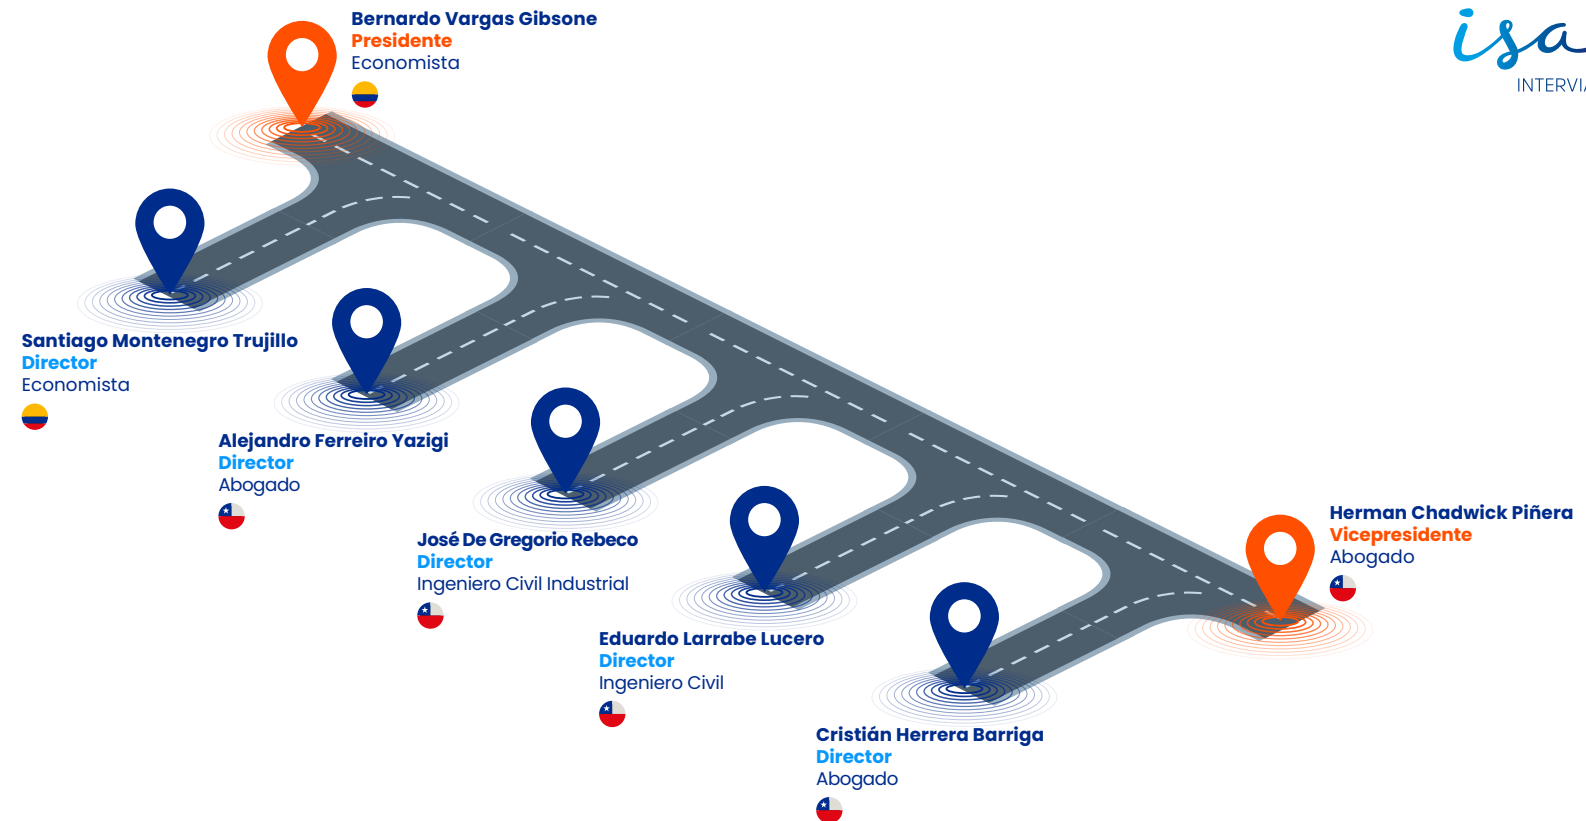 Bernardo Vargas Gibsone
Presidente
Economista
isa
Santiago Montenegro Trujillo
Director
Economista
Alejandro Ferreiro Yazigi
Director
Abogado
José De Gregorio Rebeco
Director
Ingeniero Civil Industrial
Herman Chadwick Piñera
Vicepresidente
Abogado
Eduardo Larrabe Lucero
Director
Ingeniero Civil
Cristián Herrera Barriga
Director
Abogado